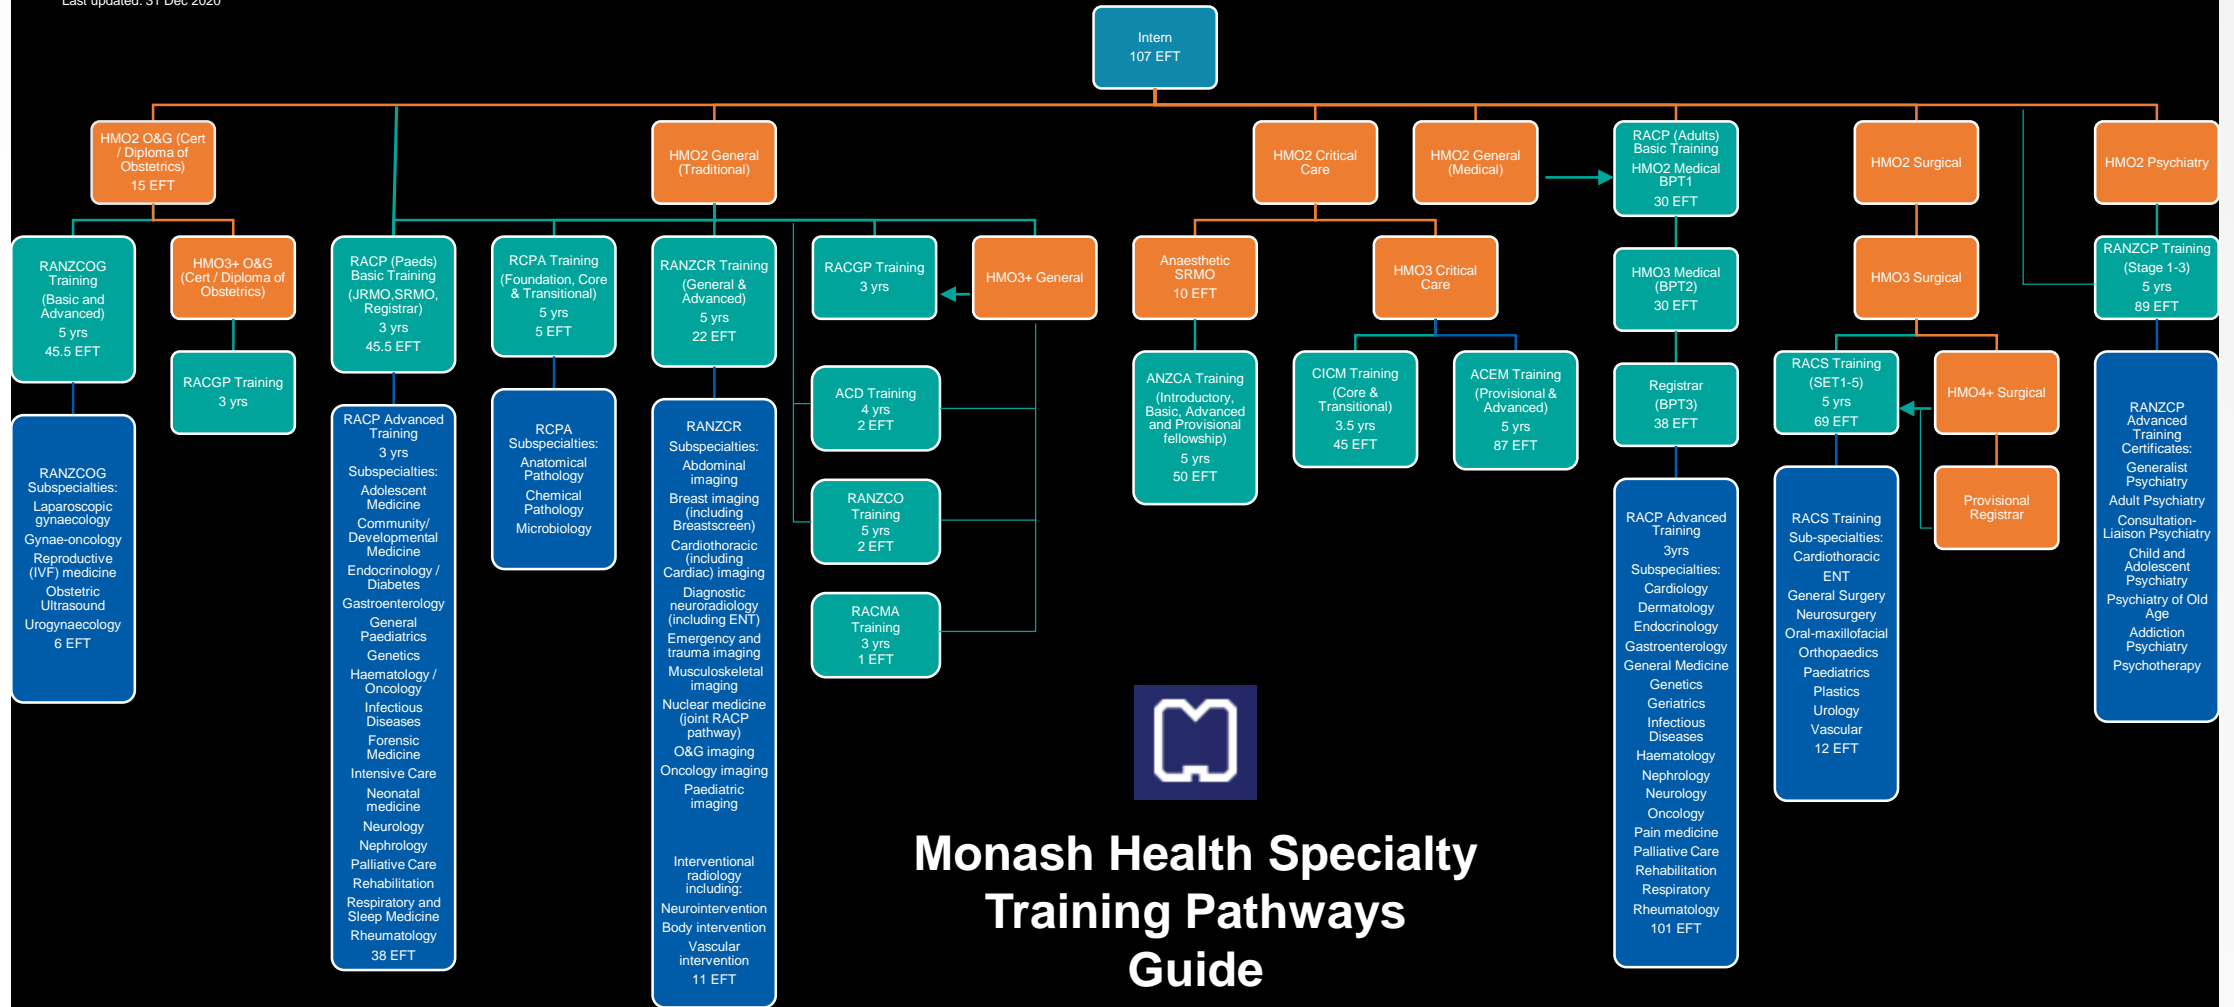 Last updated: 31 Dec 2020
Intern
107 EFT
HMO2 O&G (Cert
/ Diploma of
Obstetrics)
15 EFT
HMO2 General
(Traditional)
HMO2 Critical
Care
HMO2 General
(Medical)
RACP (Adults)
Basic Training
HMO2 Medical
BPT1
30 EFT
HMO2 Surgical
HMO2 Psychiatry
RANZCOG
Training
(Basic and
Advanced)
5 yrs
45.5 EFT
HMO3+ O&G
(Cert / Diploma of
Obstetrics)
RACP (Paeds)
Basic Training
(JRMO,SRMO,
Registrar)
3 yrs
45.5 EFT
RCPA Training
(Foundation, Core
& Transitional)
5 yrs
5 EFT
RANZCR Training
(General &
Advanced)
5 yrs
22 EFT
RACGP Training
3 yrs
HMO3+ General
Anaesthetic
SRMO
10 EFT
HMO3 Critical
Care
HMO3 Medical
(BPT2)
30 EFT
HMO3 Surgical
RANZCP Training
(Stage 1-3)
5 yrs
89 EFT
RACGP Training
3 yrs
ACD Training
4 yrs
2 EFT
ANZCA Training
(Introductory,
Basic, Advanced
and Provisional
fellowship)
5 yrs
50 EFT
CICM Training
(Core &
Transitional)
3.5 yrs
45 EFT
ACEM Training
(Provisional &
Advanced)
5 yrs
87 EFT
Registrar
(BPT3)
38 EFT
RACS Training
(SET1-5)
5 yrs
69 EFT
HMO4+ Surgical
RANZCOG
Subspecialties:
Laparoscopic
gynaecology
Gynae-oncology
Reproductive
(IVF) medicine
Obstetric
Ultrasound
Urogynaecology
6 EFT
RACP Advanced
Training
3 yrs
Subspecialties:
Adolescent
Medicine
Community/
Developmental
Medicine
Endocrinology /
Diabetes
Gastroenterology
General
Paediatrics
Genetics
Haematology /
Oncology
Infectious
Diseases
Forensic
Medicine
Intensive Care
Neonatal
medicine
Neurology
Nephrology
Palliative Care
Rehabilitation
Respiratory and
Sleep Medicine
Rheumatology
38 EFT
RCPA
Subspecialties:
Anatomical
Pathology
Chemical
Pathology
Microbiology
RANZCR
Subspecialties:
Abdominal
imaging
Breast imaging
(including
Breastscreen)
Cardiothoracic
(including
Cardiac) imaging
Diagnostic
neuroradiology
(including ENT)
Emergency and
trauma imaging
Musculoskeletal
imaging
Nuclear medicine
(joint RACP
pathway)
O&G imaging
Oncology imaging
Paediatric
imaging
Interventional
radiology
including:
Neurointervention
Body intervention
Vascular
intervention
11 EFT
RANZCO
Training
5 yrs
2 EFT
RACMA
Training
3 yrs
1 EFT
RACP Advanced
Training
3yrs
Subspecialties:
Cardiology
Dermatology
Endocrinology
Gastroenterology
General Medicine
Genetics
Geriatrics
Infectious
Diseases
Haematology
Nephrology
Neurology
Oncology
Pain medicine
Palliative Care
Rehabilitation
Respiratory
Rheumatology
101 EFT
RACS Training
Sub-specialties:
Cardiothoracic
ENT
General Surgery
Neurosurgery
Oral-maxillofacial
Orthopaedics
Paediatrics
Plastics
Urology
Vascular
12 EFT
Provisional
Registrar
RANZCP
Advanced
Training
Certificates:
Generalist
Psychiatry
Adult Psychiatry
Consultation-
Liaison Psychiatry
Child and
Adolescent
Psychiatry
Psychiatry of Old
Age
Addiction
Psychiatry
Psychotherapy
Monash Health Specialty
Training Pathways
Guide